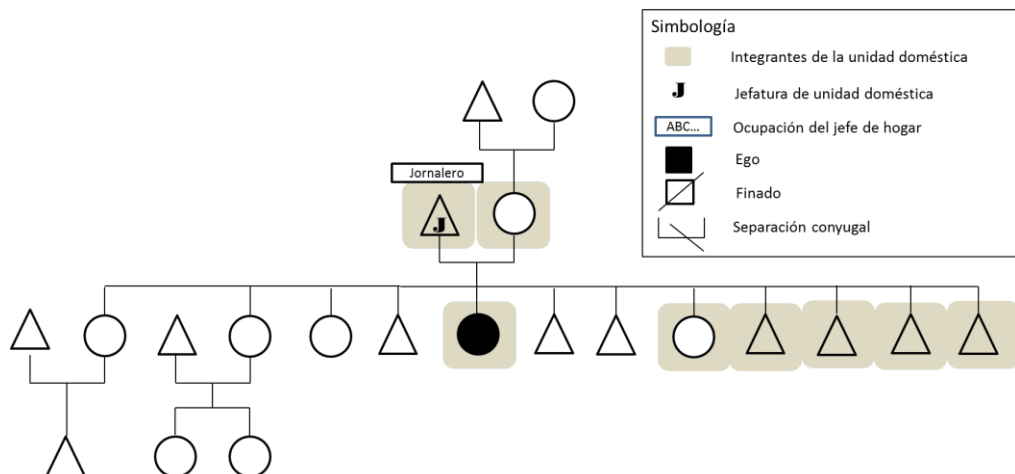 Simbología
Integrantes de la unidad doméstica
J Jefatura de unidad doméstica
ABC... Ocupación del jefe de hogar
Ego
Finado
Separación conyugal
Jornalero
J